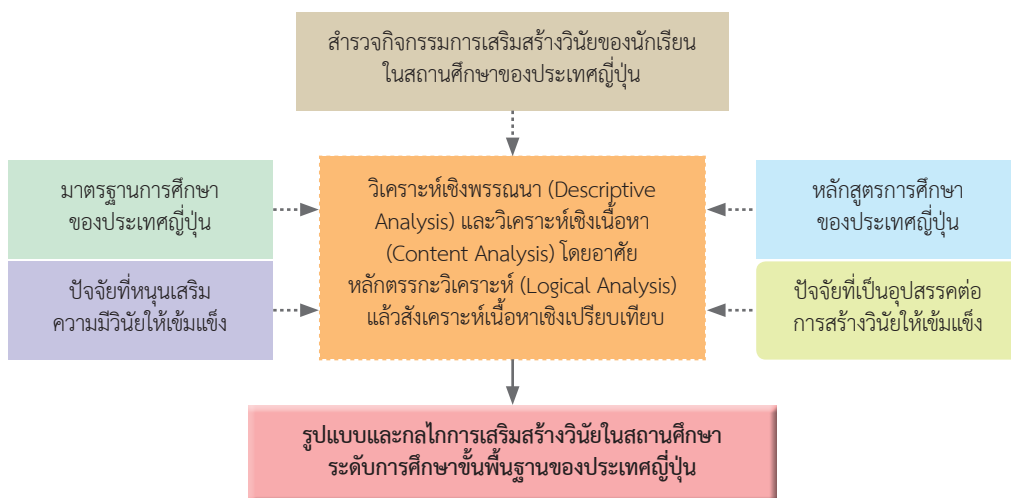 สำรวจกิจกรรมการเสริมสร้างวินัยของนักเรียน
ในสถานศึกษาของประเทศญี่ปุ่น
มาตรฐานการศึกษา
ของประเทศญี่ปุ่น
ปัจจัยที่หนุนเสริม
ความมีวินัยให้เข้มแข็ง
วิเคราะห์เชิงพรรณนา (Descriptive
Analysis) และวิเคราะห์เชิงเนื้อหา
(Content Analysis) โดยอาศัย
หลักตรรกะวิเคราะห์ (Logical Analysis)
แล้วสังเคราะห์เนื้อหาเชิงเปรียบเทียบ
หลักสูตรการศึกษา
ของประเทศญี่ปุ่น
ปัจจัยที่เป็นอุปสรรคต่อ
การสร้างวินัยให้เข้มแข็ง
รูปแบบและกลไกการเสริมสร้างวินัยในสถานศึกษา
ระดับการศึกษาขั้นพื้นฐานของประเทศญี่ปุ่น